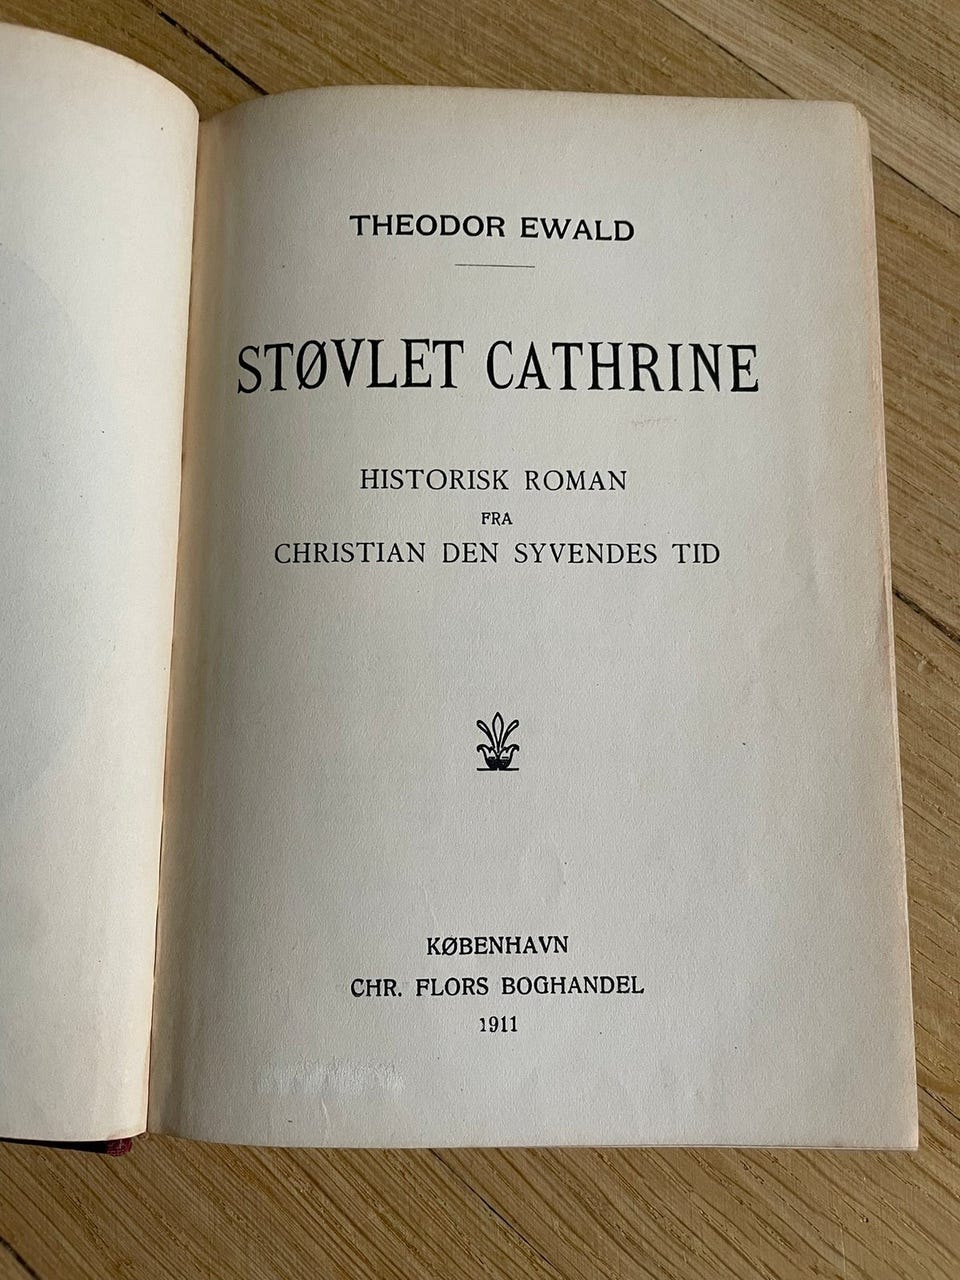 THEODOR EWALD
STØVLET CATHRINE
HISTORISK ROMAN
FRA
CHRISTIAN DEN SYVENDES TID
KØBENHAVN
CHR. FLORS BOGHANDEL
1911